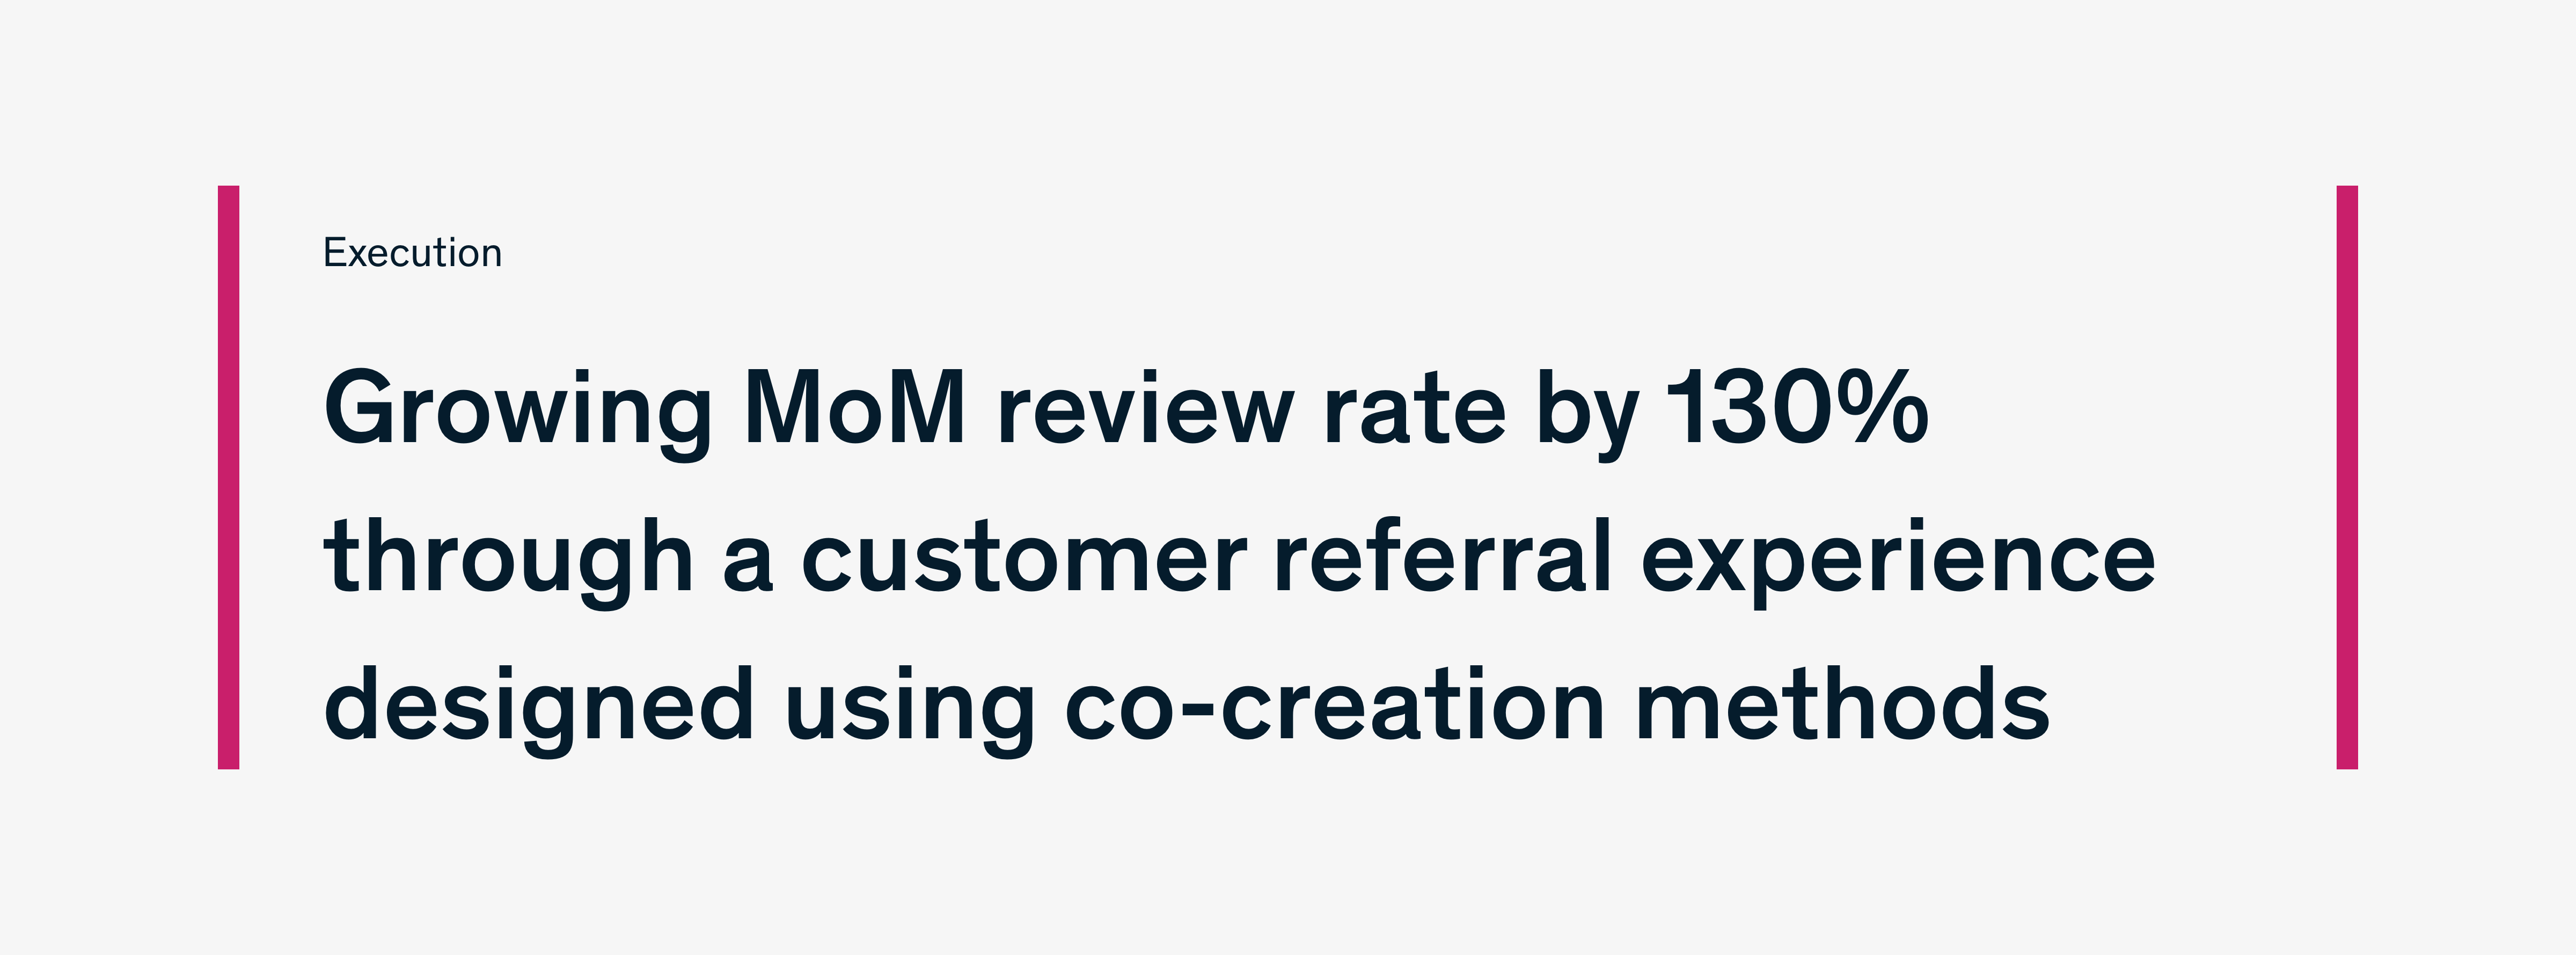 Execution
Growing MoM review rate by 130%
through a customer referral experience
designed using co-creation methods